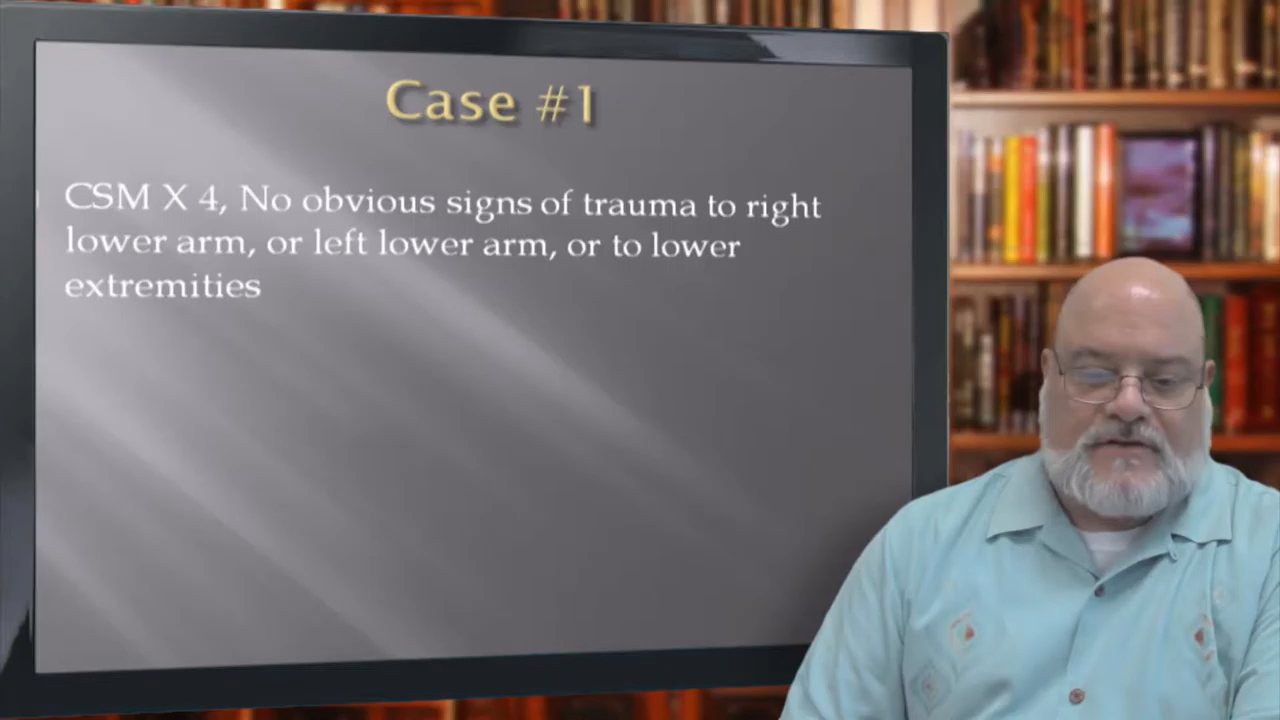 Case #1
CSM X 4, No obvious signs of trauma to right
lower arm, or left lower arm, or to lower
extremities